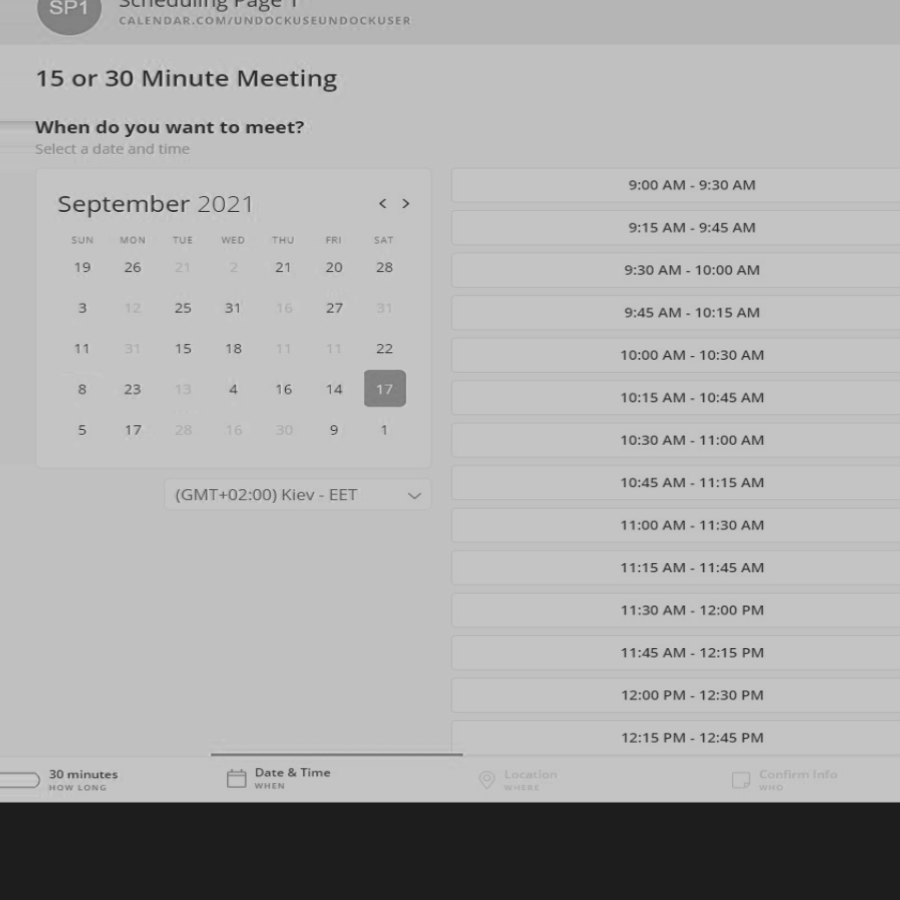 SP1
Scheduling Page 1
CALENDAR.COM/UNDOCKUSEUNDOCKUSER
15 or 30 Minute Meeting
When do you want to meet?
Select a date and time
September 2021 < >
SUN MON TUE WED THU FRI SAT
19 26 21 2 21 20 28
3 12 25 31 16 27 31
11 31 15 18 11 11 22
8 23 13 4 16 14 17
5 17 28 16 30 9 1
(GMT+02:00) Kiev - EET
9:00 AM - 9:30 AM
9:15 AM - 9:45 AM
9:30 AM - 10:00 AM
9:45 AM - 10:15 AM
10:00 AM - 10:30 AM
10:15 AM - 10:45 AM
10:30 AM - 11:00 AM
10:45 AM - 11:15 AM
11:00 AM - 11:30 AM
11:15 AM - 11:45 AM
11:30 AM - 12:00 PM
11:45 AM - 12:15 PM
12:00 PM - 12:30 PM
12:15 PM - 12:45 PM
30 minutes
HOW LONG
Date & Time
WHEN
Location
WHERE
Confirm Info
WHO